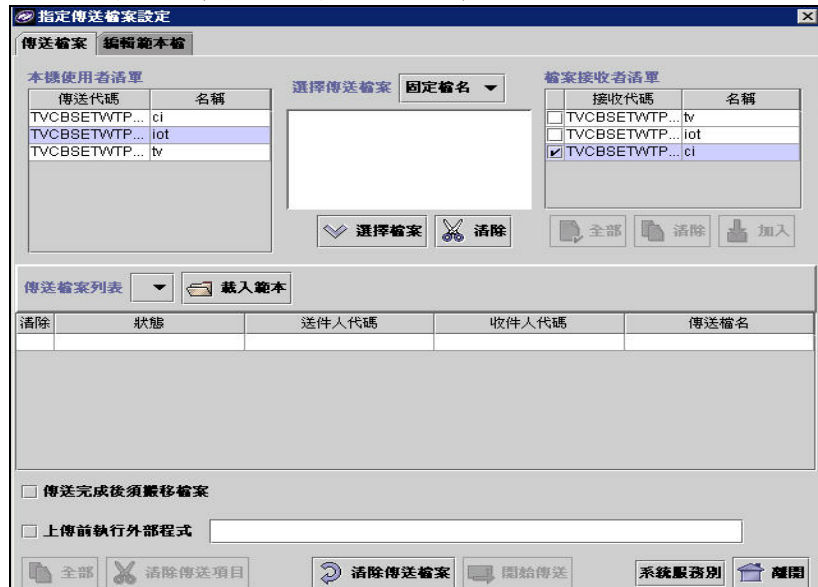 指定傳送檔案設定
傳送檔案 編輯範本檔
本機使用者清單
傳送代碼 名稱
TVCBSETWTP... ci
TVCBSETWTP... iot
TVCBSETWTP... tv
選擇傳送檔案 固定檔名
選擇檔案 清除
檔案接收者清單
接收代碼 名稱
TVCBSETWTP... tv
TVCBSETWTP... iot
TVCBSETWTP... ci
全部 清除 加入
傳送檔案列表 載入範本
清除 狀態 送件人代碼 收件人代碼 傳送檔名
傳送完成後須搬移檔案
上傳前執行外部程式
全部 清除傳送項目 清除傳送檔案 開始傳送 系統服務別 離開